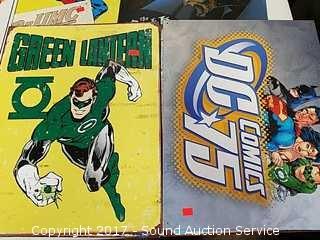 GREEN LANTERN
DC
COMICS
75
Copyright © 2017 - Sound Auction Service